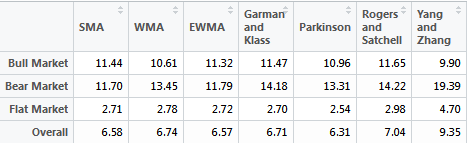 SMA WMA EWMA Garman and Klass Parkinson Rogers and Satchell Yang and Zhang
Bull Market 11.44 10.61 11.32 11.47 10.96 11.65 9.90
Bear Market 11.70 13.45 11.79 14.18 13.31 14.22 19.39
Flat Market 2.71 2.78 2.72 2.70 2.54 2.98 4.70
Overall 6.58 6.74 6.57 6.71 6.31 7.04 9.35